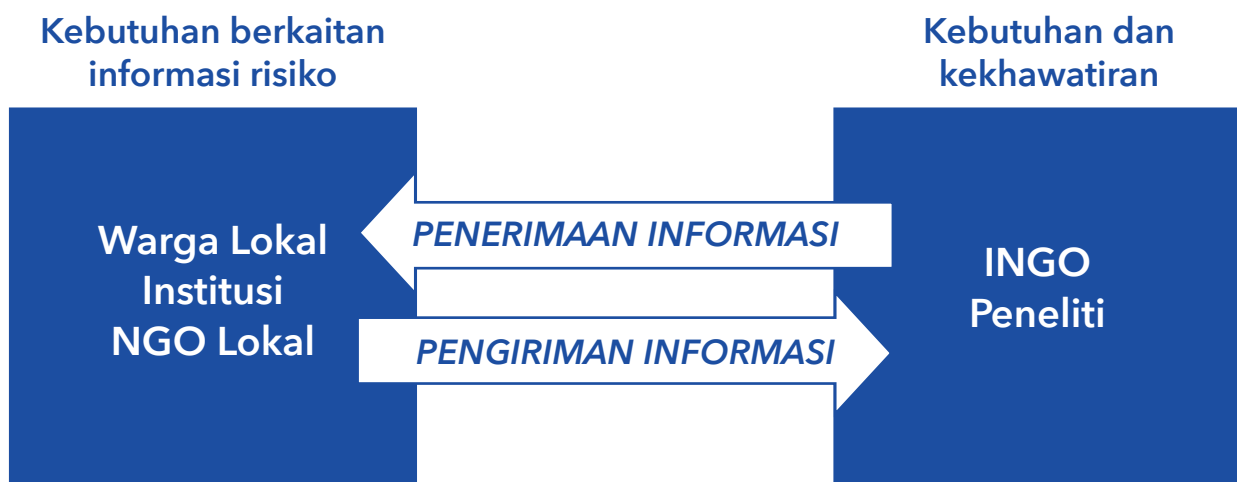 Kebutuhan berkaitan
informasi risiko
Kebutuhan dan
kekhawatiran
Warga Lokal
Institusi
NGO Lokal
PENERIMAAN INFORMASI
PENGIRIMAN INFORMASI
INGO
Peneliti